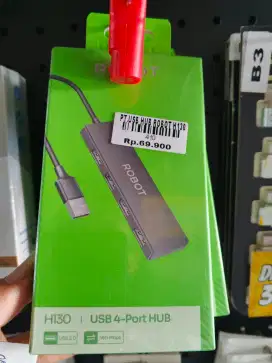 ROBOT
PT USB HUB ROBOT H130
Rp.69.900
ROBOT
H130 | USB 4-Port HUB
B3